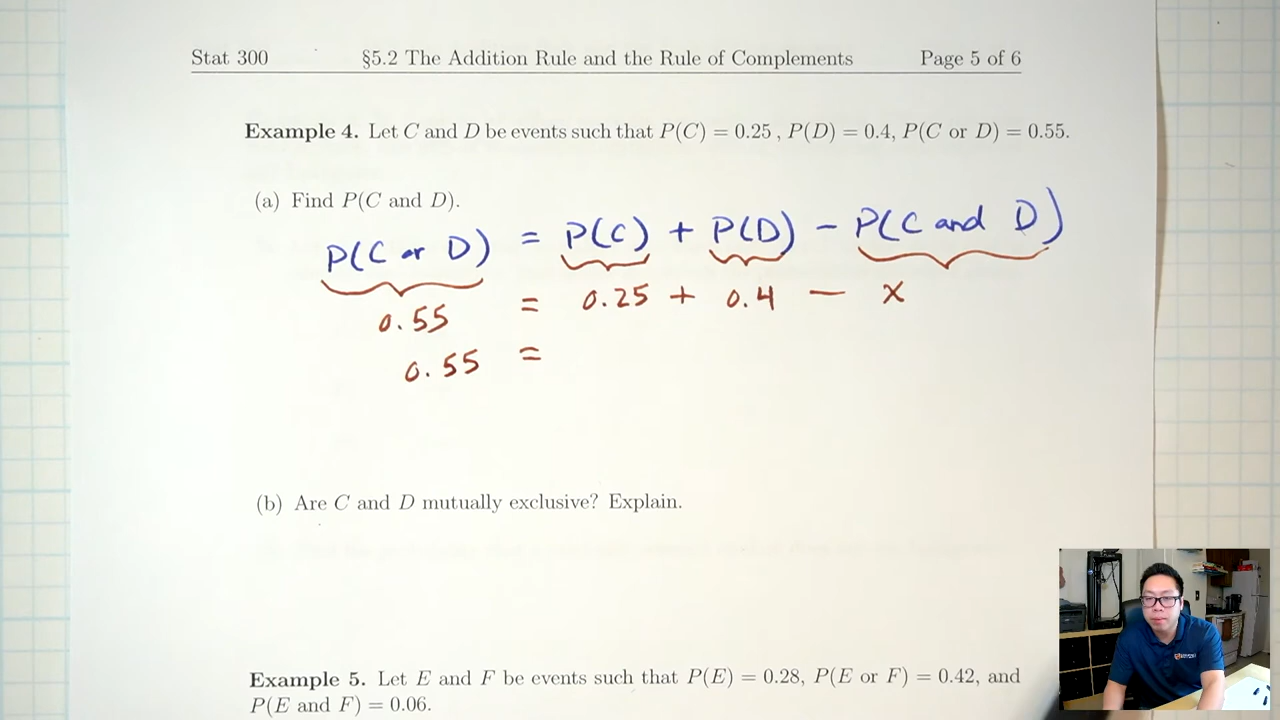 Stat 300 §5.2 The Addition Rule and the Rule of Complements Page 5 of 6
Example 4. Let C and D be events such that P(C) = 0.25 , P(D) = 0.4, P(C or D) = 0.55.
(a) Find P(C and D).
P(C or D) = P(C) + P(D) − P(C and D)
0.55 = 0.25 + 0.4 − x
0.55 =
(b) Are C and D mutually exclusive? Explain.
Example 5. Let E and F be events such that P(E) = 0.28, P(E or F) = 0.42, and
P(E and F) = 0.06.